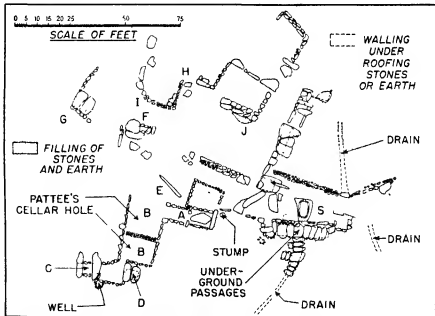 0 5 10 15 20 25 50 75
SCALE OF FEET
WALLING
UNDER
ROOFING
STONES
OR EARTH
H
I
F
G
J
DRAIN
FILLING OF
STONES
AND EARTH
PATTEE'S
CELLAR HOLE
E
B
A
S
STUMP
B
C
DRAIN
UNDER-
GROUND
PASSAGES
WELL
D
DRAIN